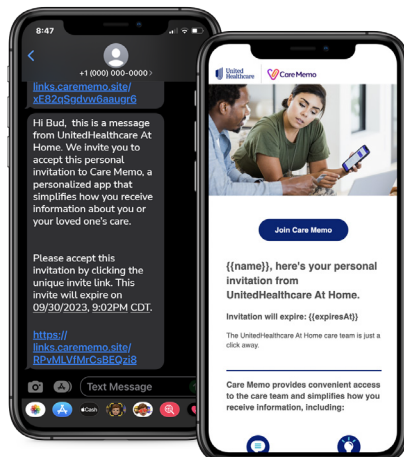 8:47
+1 (000) 000-0000 >
links.carememo.site/
xE82qSgdvw6aaugr6
Hi Bud,  this is a message
from UnitedHealthcare At
Home. We invite you to
accept this personal
invitation to Care Memo, a
personalized app that
simplifies how you receive
information about you or
your loved one's care.
Please accept this
invitation by clicking the
unique invite link. This
invite will expire on
09/30/2023, 9:02PM CDT.
https://
links.carememo.site/
RPvMLVfMrCsBEQzi8
Text Message
Cash
United
Healthcare
Care Memo
Join Care Memo
{{name}}, here's your personal
invitation from
UnitedHealthcare At Home.
Invitation will expire: {{expiresAt}}
The UnitedHealthcare At Home care team is just a
click away.
Care Memo provides convenient access
to the care team and simplifies how you
receive information, including: